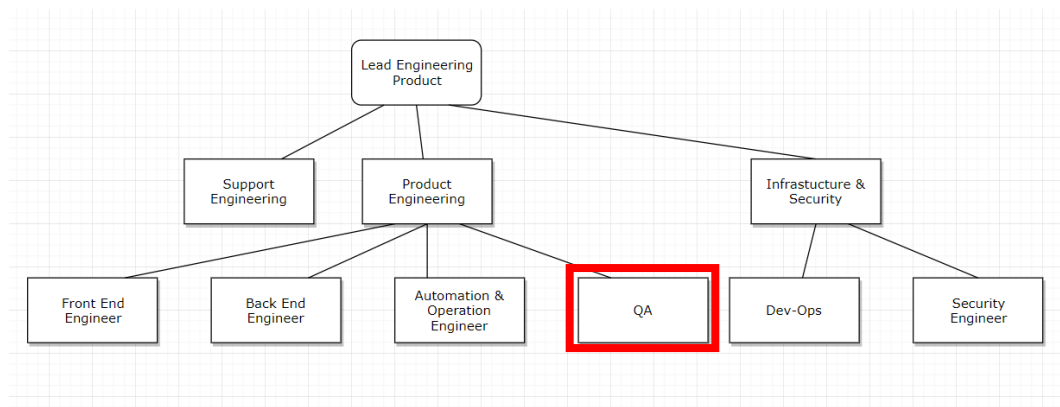 Lead Engineering
Product
Support
Engineering
Product
Engineering
Infrastucture &
Security
Front End
Engineer
Back End
Engineer
Automation &
Operation
Engineer
QA
Dev-Ops
Security
Engineer